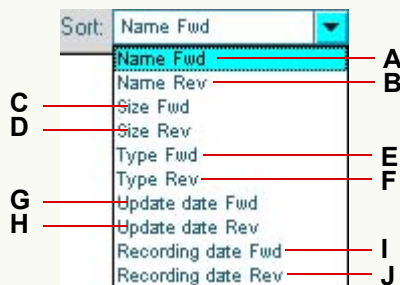 Sort: Name Fwd
Name Fwd A
Name Rev B
C Size Fwd
D Size Rev
Type Fwd E
Type Rev F
G Update date Fwd
H Update date Rev
Recording date Fwd I
Recording date Rev J